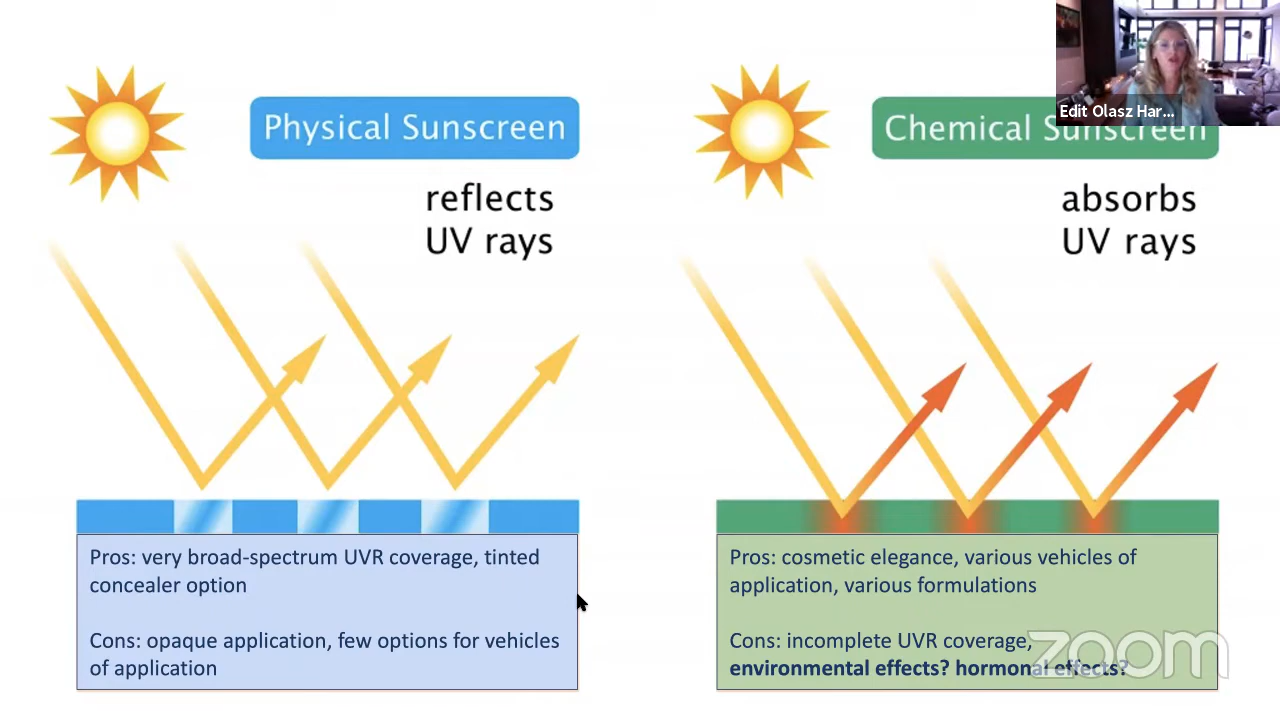 Physical Sunscreen
reflects
UV rays
Pros: very broad-spectrum UVR coverage, tinted
concealer option
Cons: opaque application, few options for vehicles
of application
Chemical Sunscreen
absorbs
UV rays
Pros: cosmetic elegance, various vehicles of
application, various formulations
Cons: incomplete UVR coverage,
environmental effects? hormonal effects?
Edit Olasz Har...
zoom